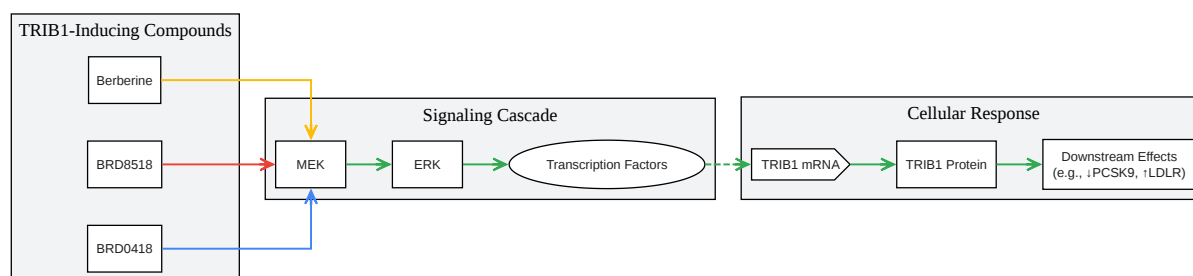 TRIB1-Inducing Compounds
Berberine
BRD8518
BRD0418
Signaling Cascade
MEK
ERK
Transcription Factors
Cellular Response
TRIB1 mRNA
TRIB1 Protein
Downstream Effects
(e.g., ↓PCSK9, ↑LDLR)